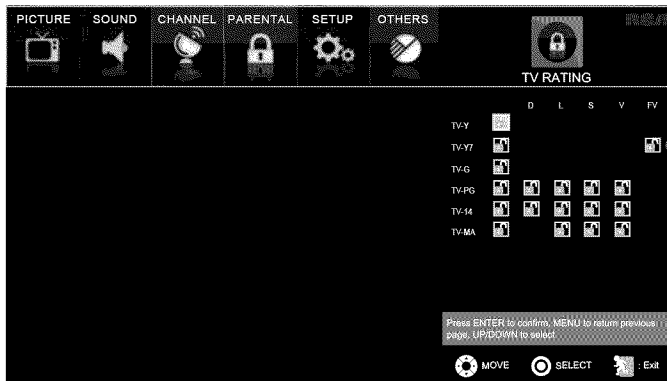 PICTURE SOUND CHANNEL PARENTAL SETUP OTHERS
RCA
TV RATING
D L S V FV
TV-Y
TV-Y7
TV-G
TV-PG
TV-14
TV-MA
Press ENTER to confirm, MENU to return previous
page, UP/DOWN to select.
MOVE SELECT : Exit